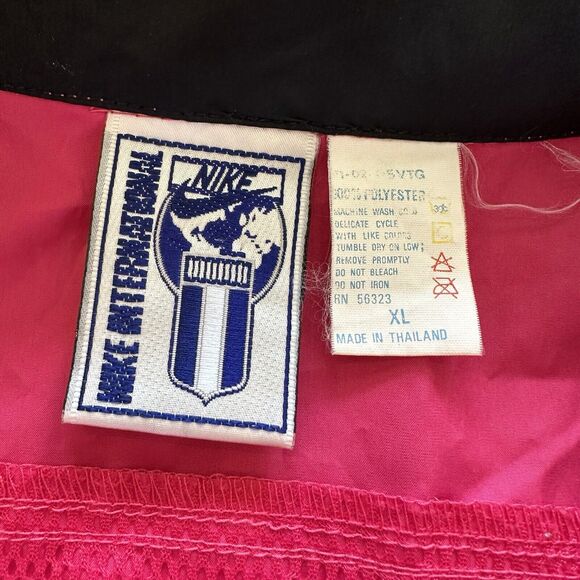 NIKE INTERNATIONAL
NIKE
100% POLYESTER
MACHINE WASH COLD
DELICATE CYCLE
WITH LIKE COLORS
TUMBLE DRY ON LOW;
REMOVE PROMPTLY
DO NOT BLEACH
DO NOT IRON
RN 56323
XL
MADE IN THAILAND